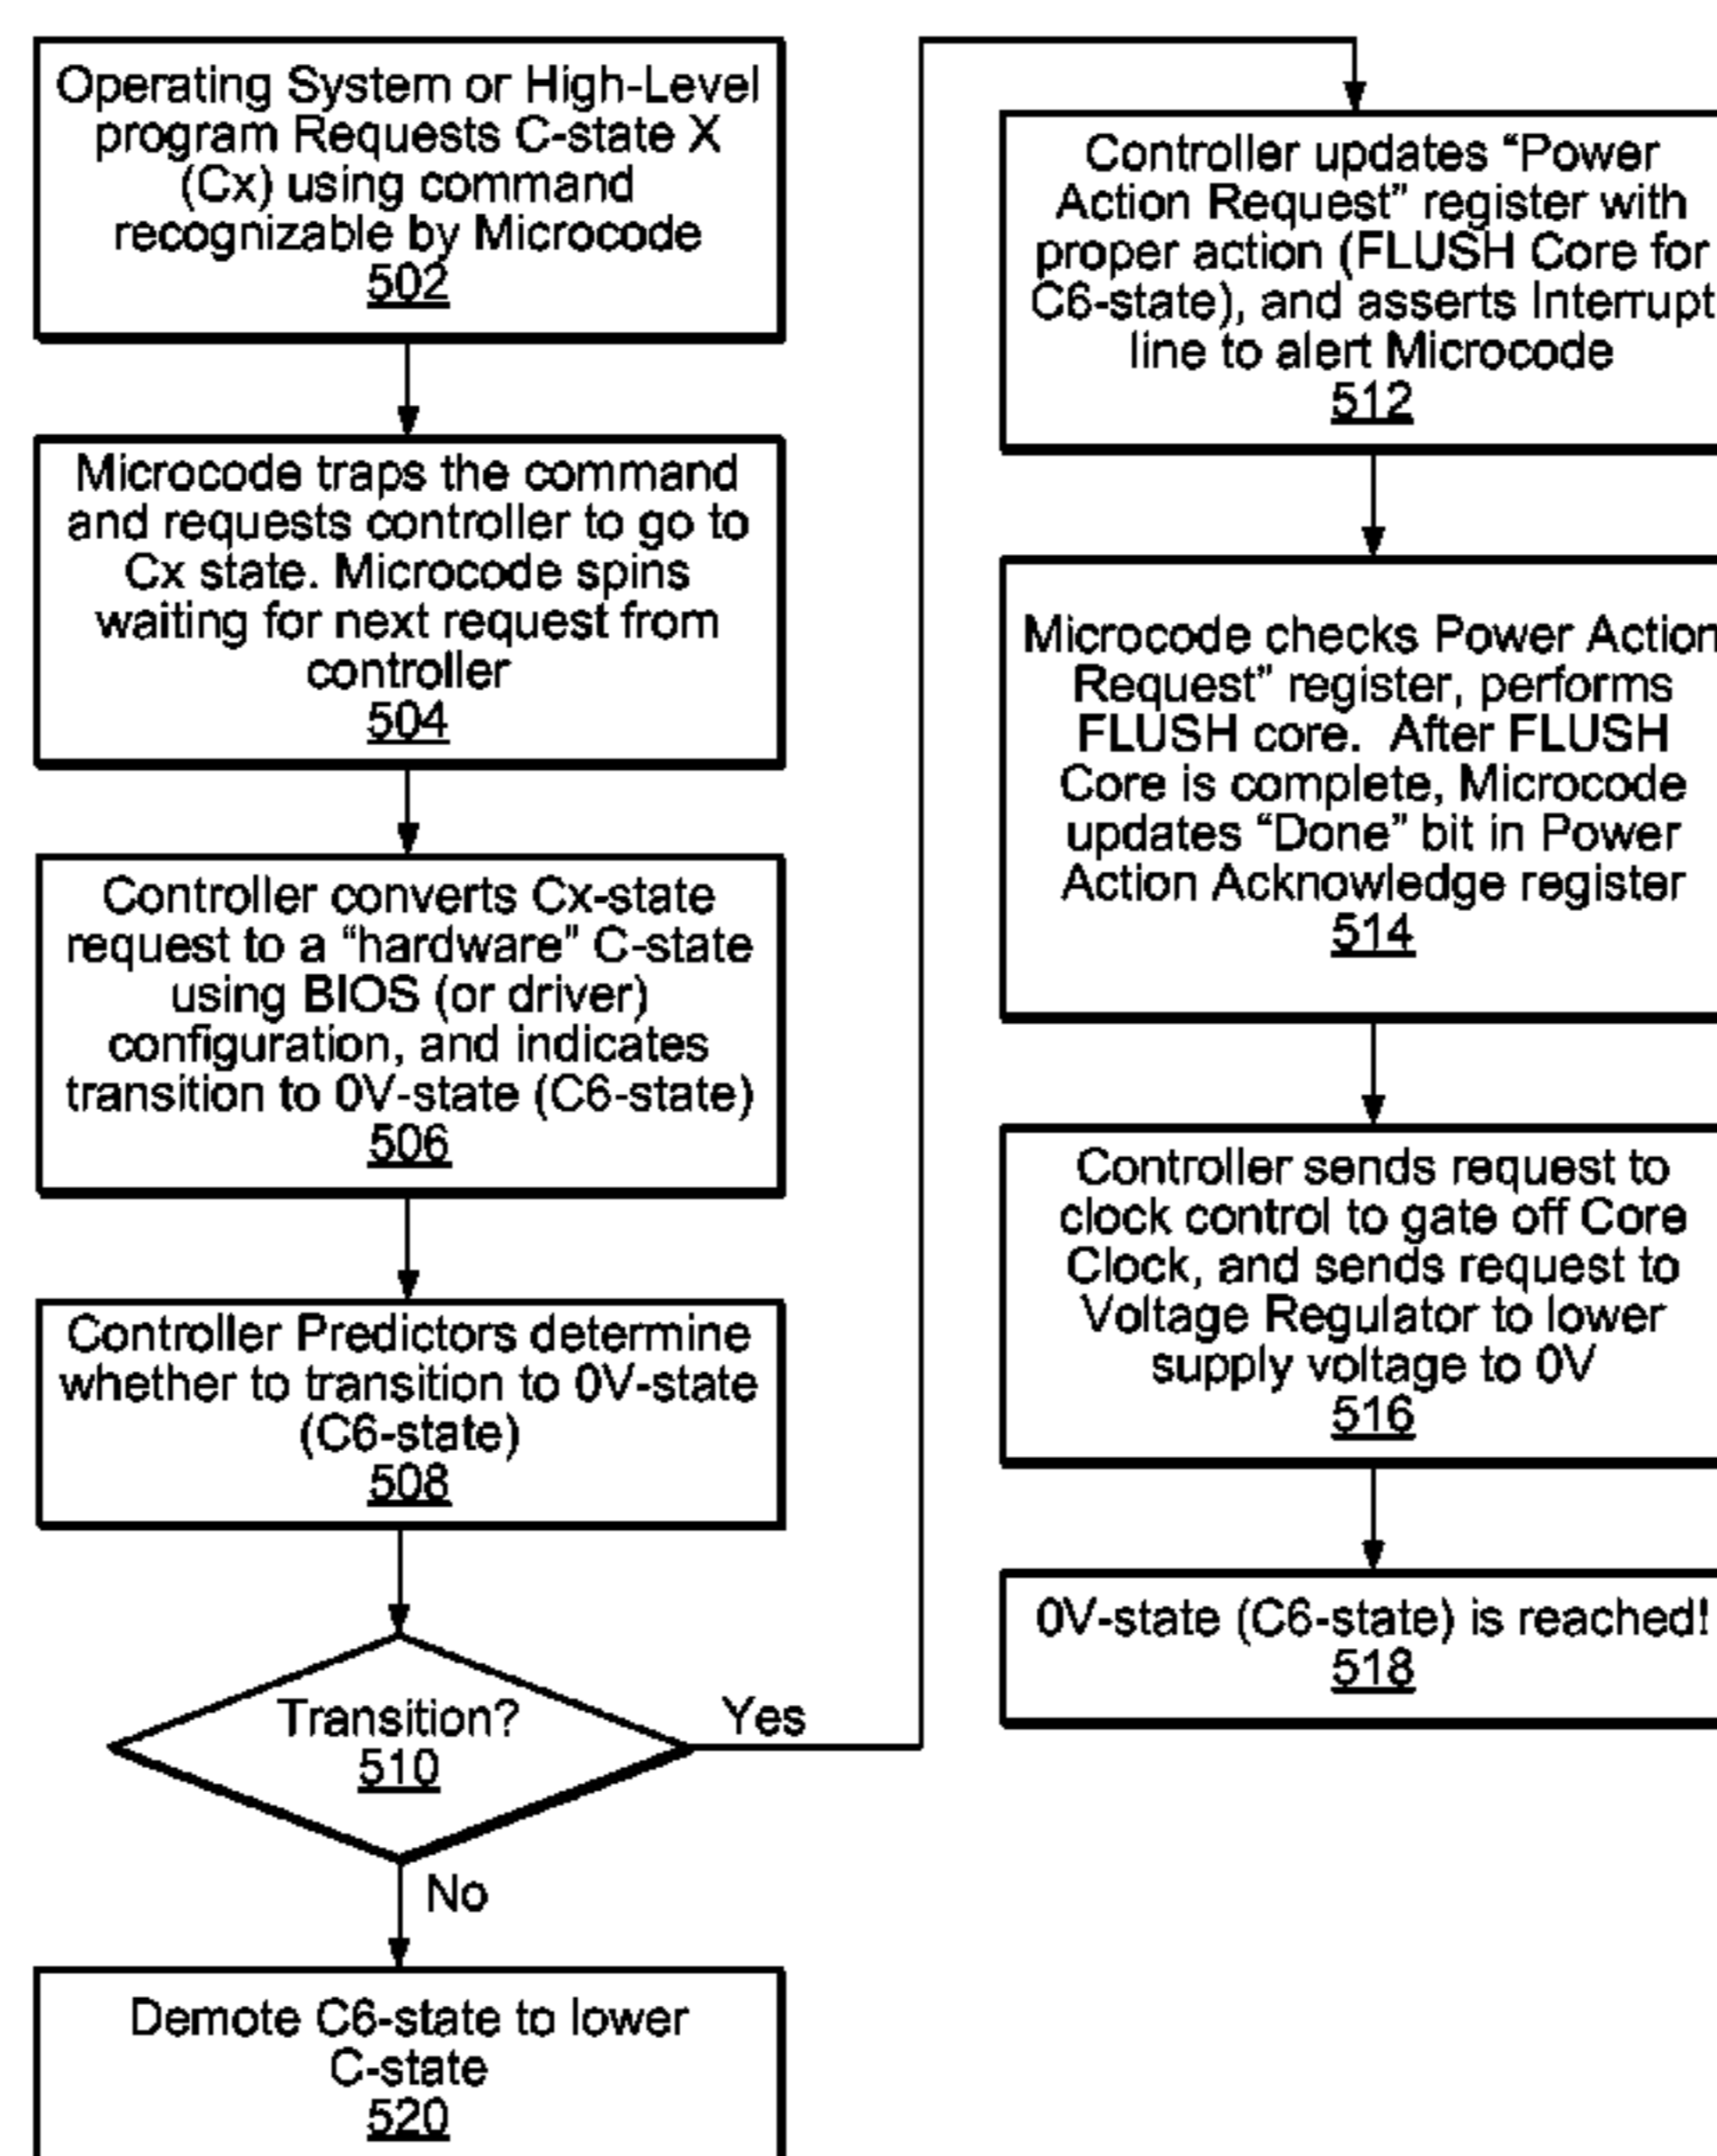 Operating System or High-Level
program Requests C-state X
(Cx) using command
recognizable by Microcode
502
Microcode traps the command
and requests controller to go to
Cx state. Microcode spins
waiting for next request from
controller
504
Controller converts Cx-state
request to a “hardware” C-state
using BIOS (or driver)
configuration, and indicates
transition to 0V-state (C6-state)
506
Controller Predictors determine
whether to transition to 0V-state
(C6-state)
508
Transition?
510
Yes
No
Demote C6-state to lower
C-state
520
Controller updates “Power
Action Request” register with
proper action (FLUSH Core for
C6-state), and asserts Interrupt
line to alert Microcode
512
Microcode checks Power Action
Request” register, performs
FLUSH core. After FLUSH
Core is complete, Microcode
updates “Done” bit in Power
Action Acknowledge register
514
Controller sends request to
clock control to gate off Core
Clock, and sends request to
Voltage Regulator to lower
supply voltage to 0V
516
0V-state (C6-state) is reached!
518